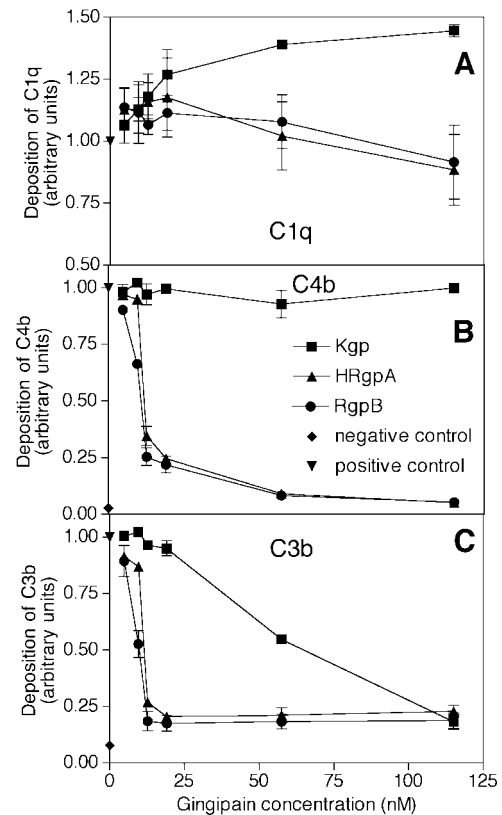 1.50
1.25
1.00
0.75
0.50
Deposition of C1q
(arbitrary units)
A
C1q
1.00
0.75
0.50
0.25
0.00
Deposition of C4b
(arbitrary units)
C4b
B
Kgp
HRgpA
RgpB
negative control
positive control
1.00
0.75
0.50
0.25
0.00
Deposition of C3b
(arbitrary units)
C3b
C
0 25 50 75 100 125
Gingipain concentration (nM)